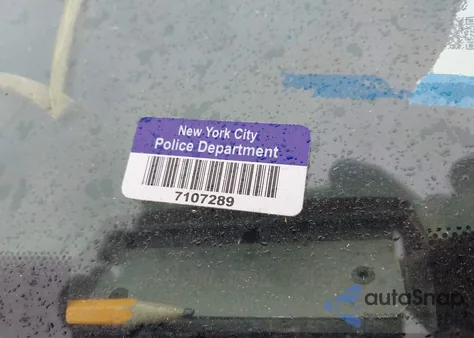 New York City
Police Department
7107289
autoSnap